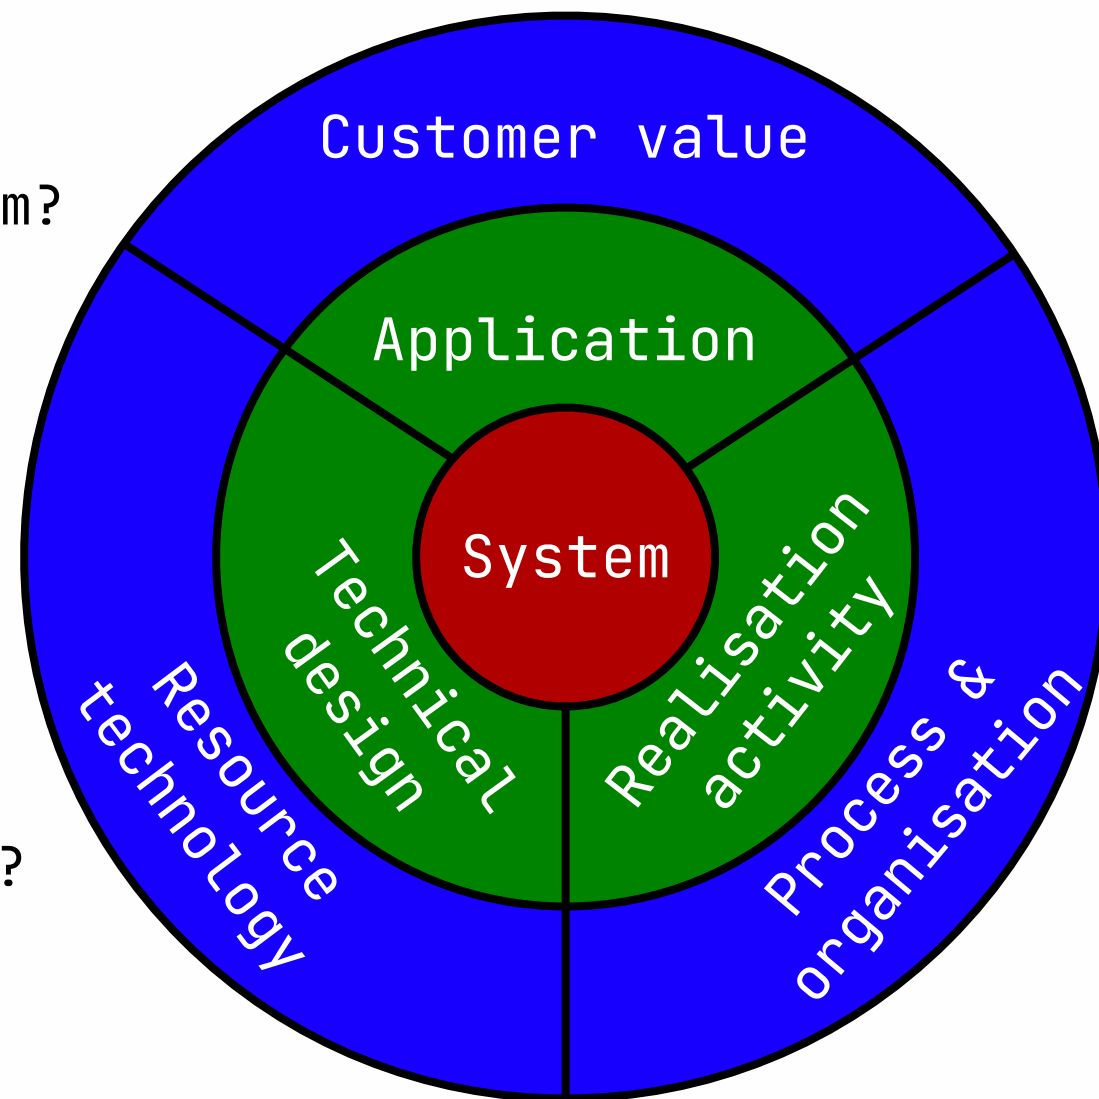 Customer value
m?
Application
System
Technical
design
Realisation
activity
Resource
technology
Process &
organisation
?